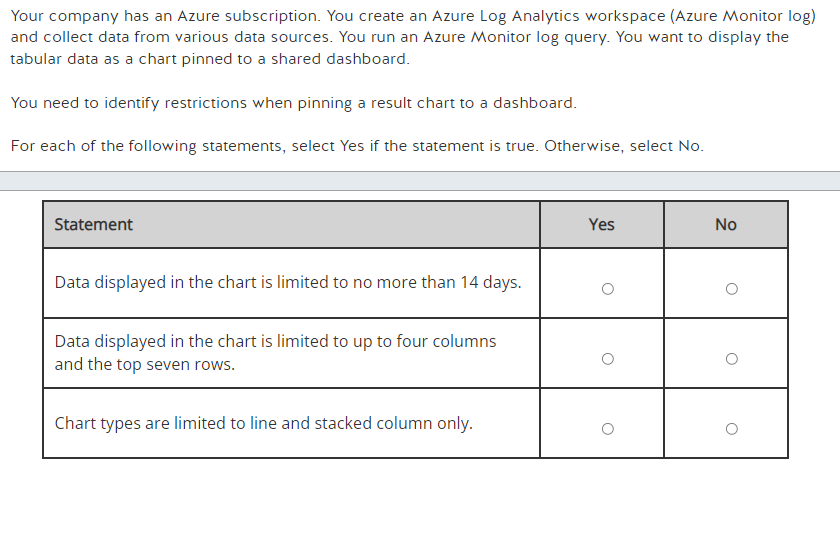 Your company has an Azure subscription. You create an Azure Log Analytics workspace (Azure Monitor log)
and collect data from various data sources. You run an Azure Monitor log query. You want to display the
tabular data as a chart pinned to a shared dashboard.
You need to identify restrictions when pinning a result chart to a dashboard.
For each of the following statements, select Yes if the statement is true. Otherwise, select No.
Statement Yes No
Data displayed in the chart is limited to no more than 14 days.
Data displayed in the chart is limited to up to four columns
and the top seven rows.
Chart types are limited to line and stacked column only.